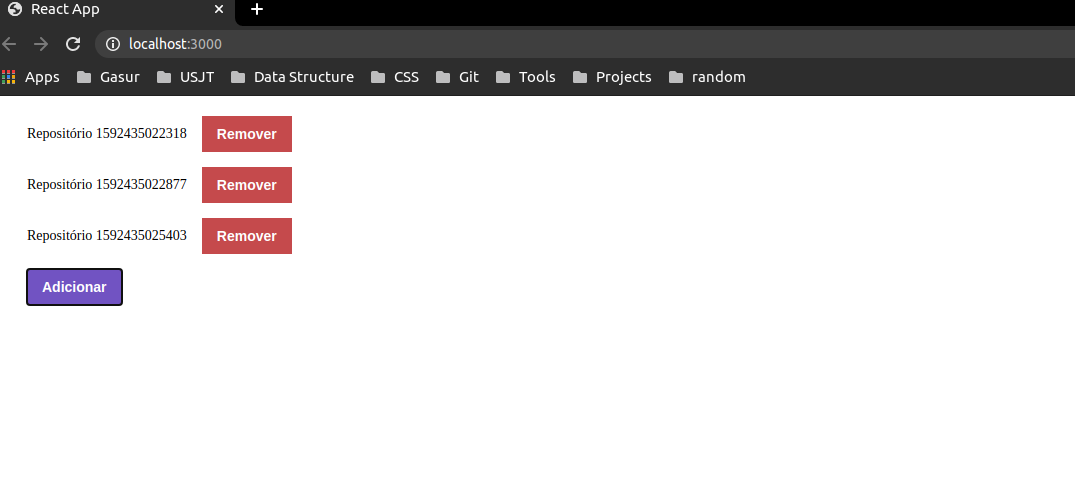 React App
localhost:3000
Apps Gasur USJT Data Structure CSS Git Tools Projects random
Repositório 1592435022318 Remover
Repositório 1592435022877 Remover
Repositório 1592435025403 Remover
Adicionar